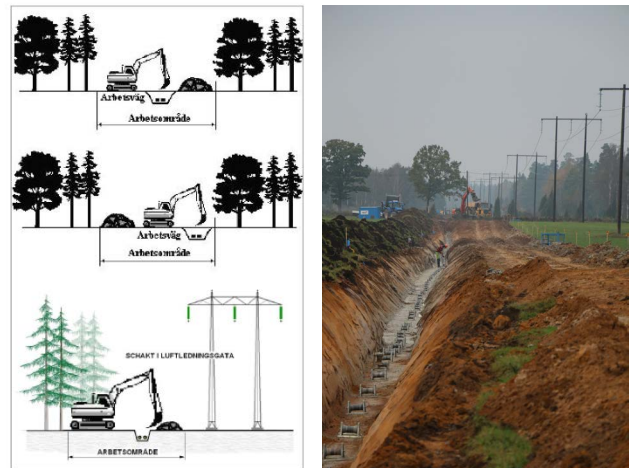 Arbetsväg
Arbetsområde
Arbetsväg
Arbetsområde
SCHAKT I LUFTLEDNINGSGATA
ARBETSOMRÅDE